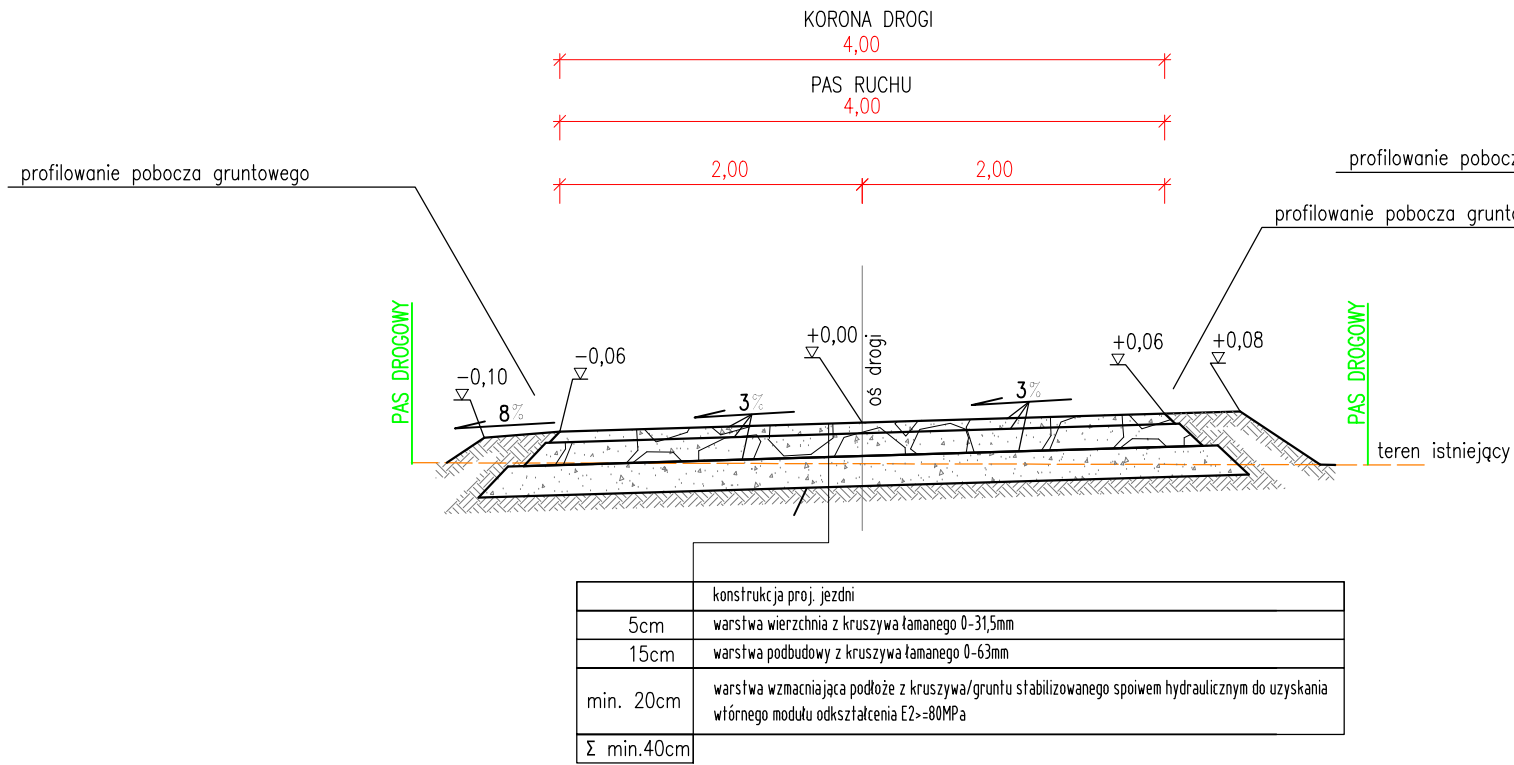 KORONA DROGI
4,00
PAS RUCHU
4,00
2,00
2,00
profilowanie pobocza gruntowego
profilowanie pobocz
profilowanie pobocza grunto
PAS DROGOWY
-0,10
8%
-0,06
3%
+0,00
oś drogi
3%
+0,06
+0,08
PAS DROGOWY
teren istniejący
konstrukcja proj. jezdni
5cm warstwa wierzchnia z kruszywa łamanego 0-31,5mm
15cm warstwa podbudowy z kruszywa łamanego 0-63mm
min. 20cm warstwa wzmacniająca podłoże z kruszywa/gruntu stabilizowanego spoiwem hydraulicznym do uzyskania
wtórnego modułu odkształcenia E2>=80MPa
Σ min.40cm